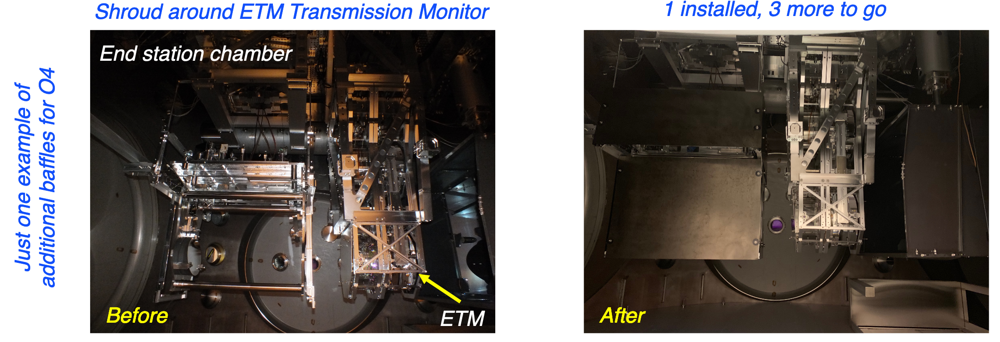 Shroud around ETM Transmission Monitor
1 installed, 3 more to go
Just one example of
additional baffles for O4
End station chamber
Before
ETM
After